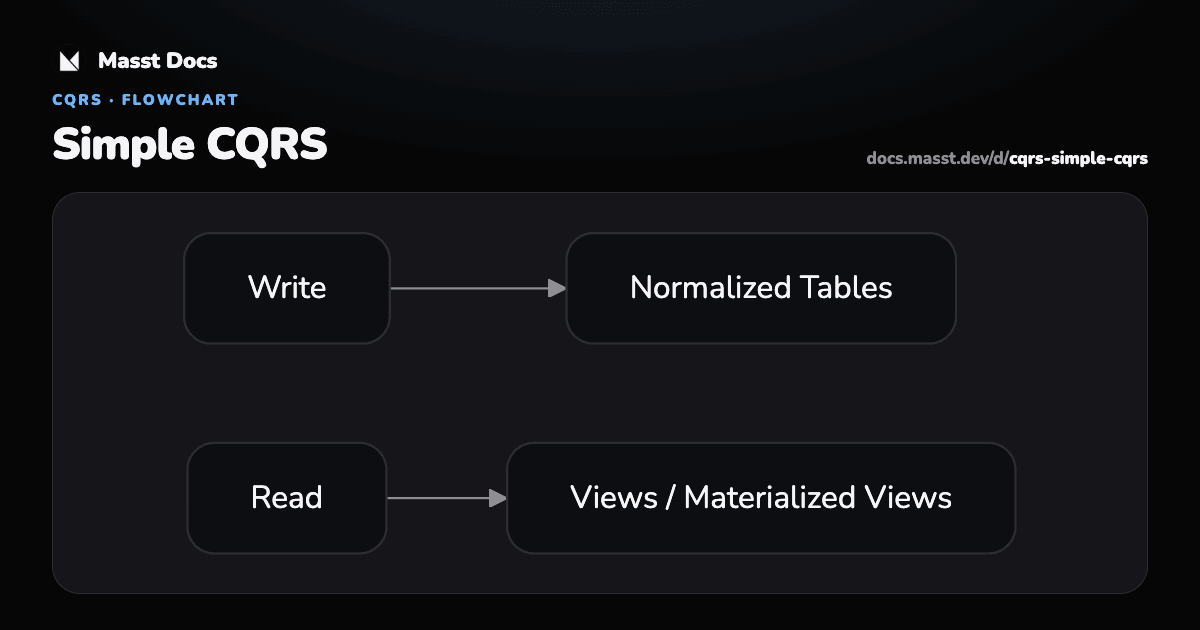 Masst Docs
CQRS · FLOWCHART
Simple CQRS
docs.masst.dev/d/cqrs-simple-cqrs
Write
Normalized Tables
Read
Views / Materialized Views